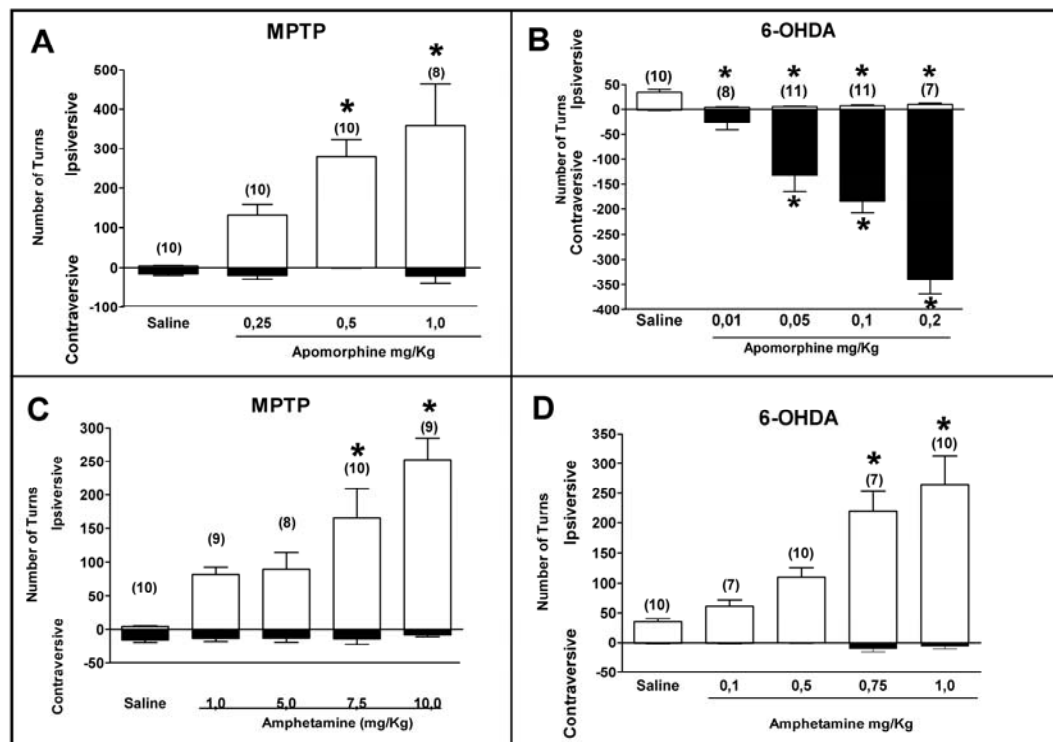 A
MPTP
Number of Turns
Contraversive Ipsiversive
500
400
300
200
100
0
-100
(10)
(10)
*
(10)
*
(8)
Saline 0,25 0,5 1,0
Apomorphine mg/Kg
B
6-OHDA
Number of Turns
Contraversive Ipsiversive
50
0
-50
-100
-150
-200
-250
-300
-350
-400
(10)
*
(8)
*
(11)
*
(11)
*
(7)
*
*
*
Saline 0,01 0,05 0,1 0,2
Apomorphine mg/Kg
C
MPTP
Number of Turns
Contraversive Ipsiversive
300
250
200
150
100
50
0
-50
(10)
(9)
(8)
*
(10)
*
(9)
Saline 1,0 5,0 7,5 10,0
Amphetamine (mg/Kg)
D
6-OHDA
Number of Turns
Contraversive Ipsiversive
350
300
250
200
150
100
50
0
-50
(10)
(7)
(10)
*
(7)
*
(10)
Saline 0,1 0,5 0,75 1,0
Amphetamine mg/Kg